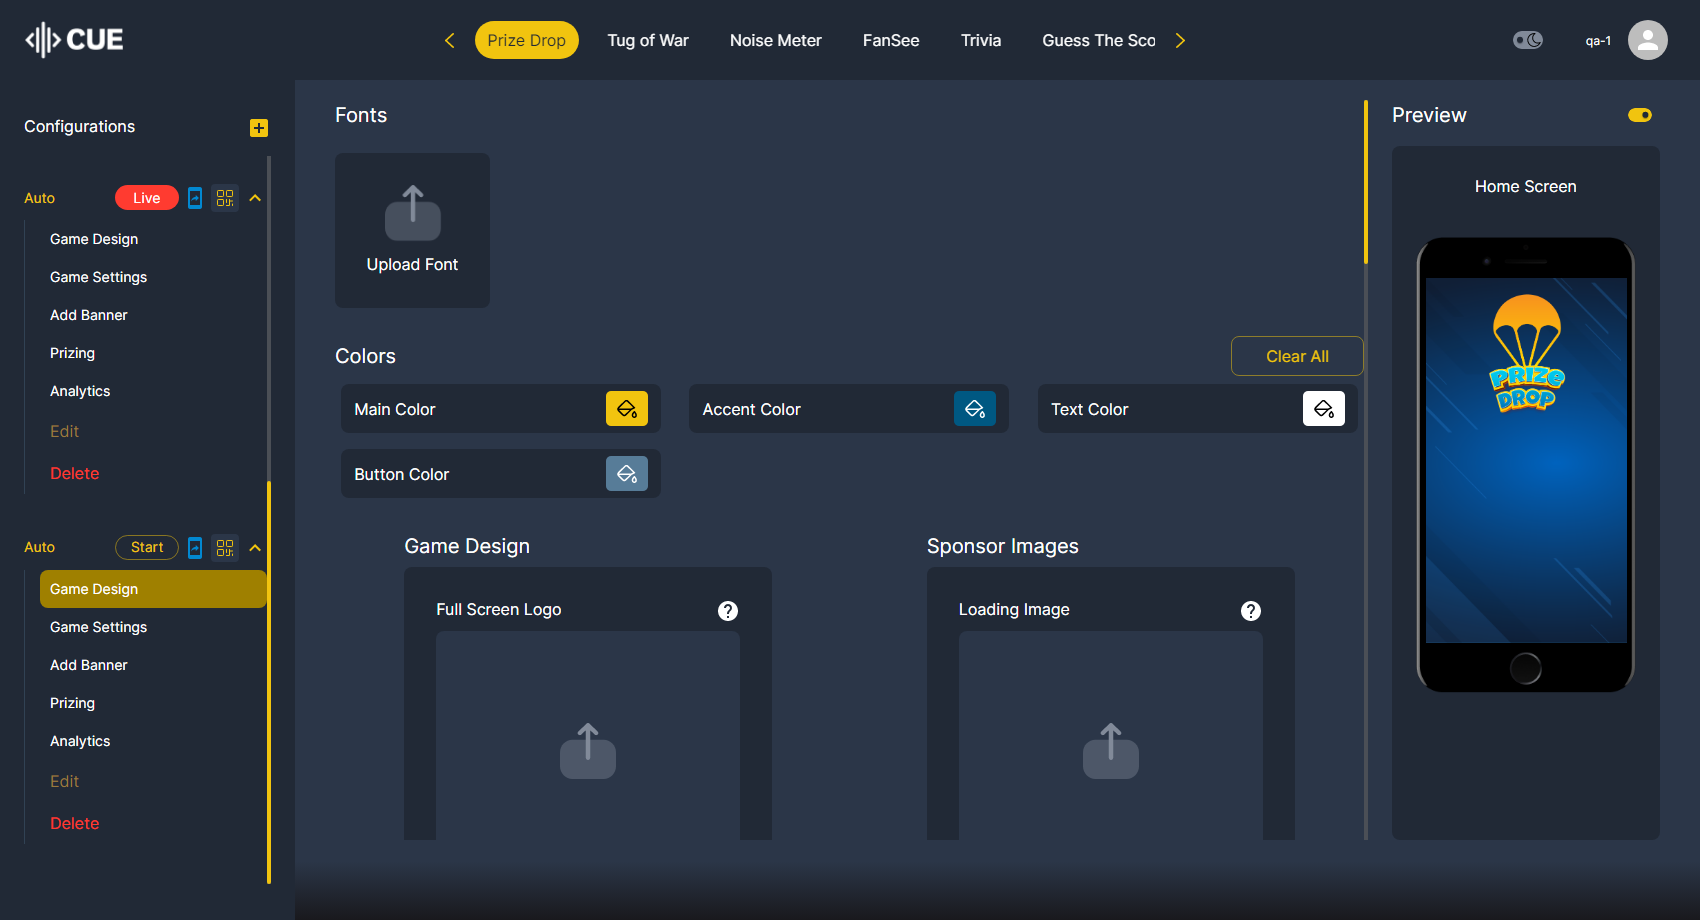 CUE
Prize Drop
Tug of War
Noise Meter
FanSee
Trivia
Guess The Sco
qa-1
Configurations
Auto
Live
Game Design
Game Settings
Add Banner
Prizing
Analytics
Edit
Delete
Auto
Start
Game Design
Game Settings
Add Banner
Prizing
Analytics
Edit
Delete
Fonts
Upload Font
Colors
Clear All
Main Color
Accent Color
Text Color
Button Color
Game Design
Full Screen Logo
?
Sponsor Images
Loading Image
?
Preview
Home Screen
PRIZE
DROP